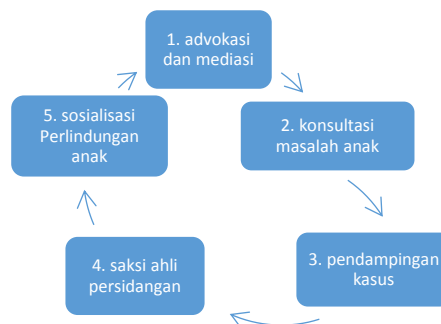 1. advokasi
dan mediasi
2. konsultasi
masalah anak
3. pendampingan
kasus
4. saksi ahli
persidangan
5. sosialisasi
Perlindungan
anak